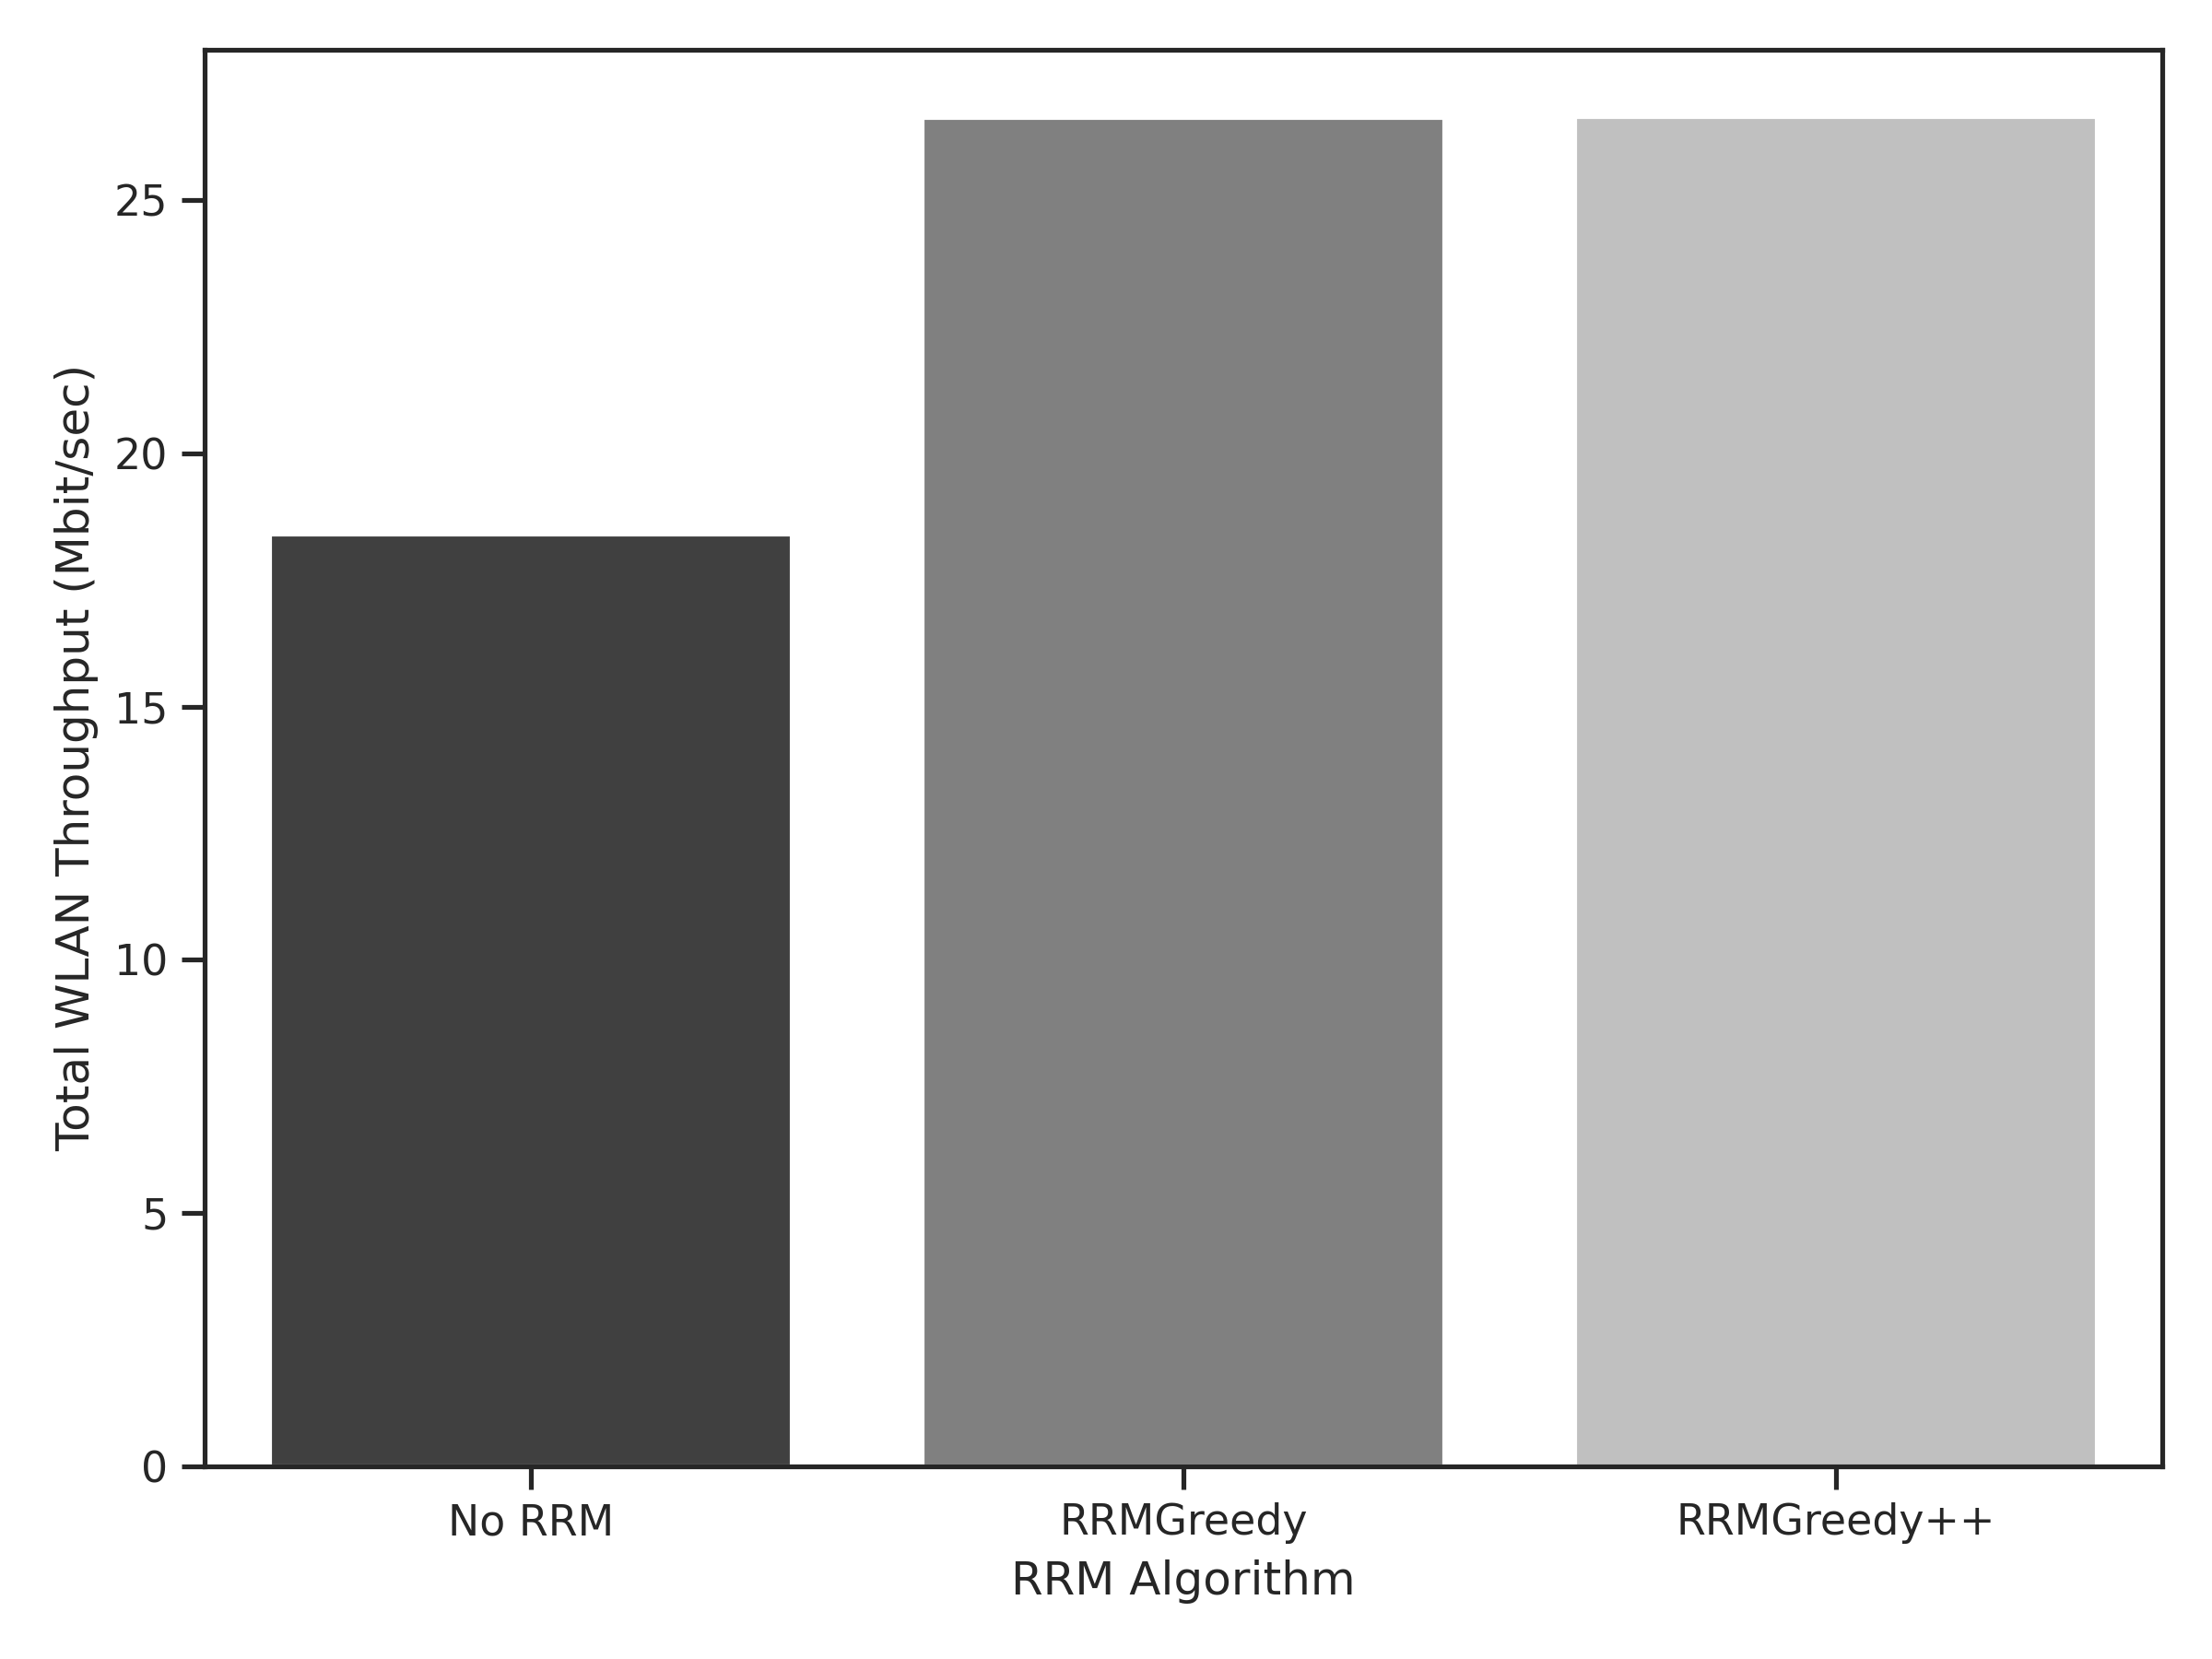 Total WLAN Throughput (Mbit/sec)
25
20
15
10
5
0
No RRM
RRMGreedy
RRMGreedy++
RRM Algorithm